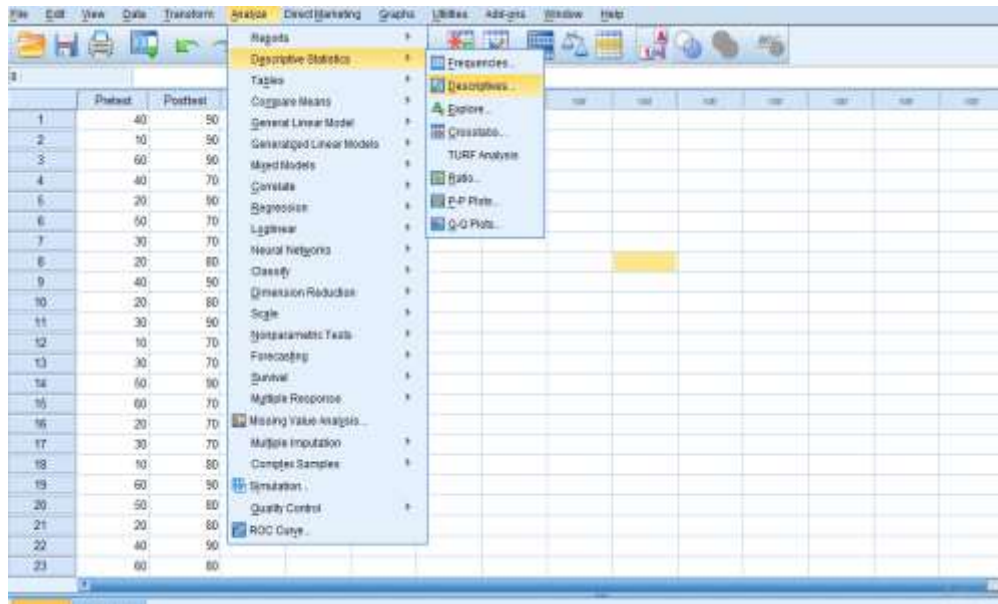 File Edit View Data Transform Analyze Direct Marketing Graphs Utilities Add-ons Window Help
Reports
Descriptive Statistics
Tables
Compare Means
General Linear Model
Generalized Linear Models
Mixed Models
Correlate
Regression
Loglinear
Neural Networks
Classify
Dimension Reduction
Scale
Nonparametric Tests
Forecasting
Survival
Multiple Response
Missing Value Analysis...
Multiple Imputation
Complex Samples
Simulation...
Quality Control
ROC Curve...
Frequencies...
Descriptives...
Explore...
Crosstabs...
TURF Analysis
Ratio...
P-P Plots...
Q-Q Plots...
Pretest Posttest var var var var var var var
1 40 90
2 10 90
3 60 90
4 40 70
5 20 90
6 50 70
7 30 70
8 20 80
9 40 90
10 20 80
11 30 90
12 10 70
13 30 70
14 50 90
15 60 70
16 20 70
17 30 70
18 10 80
19 60 90
20 50 80
21 20 80
22 40 90
23 60 80